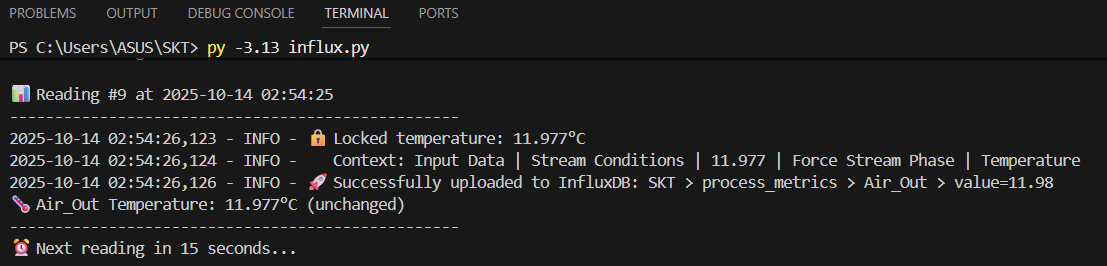 PROBLEMS OUTPUT DEBUG CONSOLE TERMINAL PORTS
PS C:\Users\ASUS\SKT> py -3.13 influx.py
📊 Reading #9 at 2025-10-14 02:54:25
--------------------------------------------------
2025-10-14 02:54:26,123 - INFO - 🔒 Locked temperature: 11.977°C
2025-10-14 02:54:26,124 - INFO -    Context: Input Data | Stream Conditions | 11.977 | Force Stream Phase | Temperature
2025-10-14 02:54:26,126 - INFO - 🚀 Successfully uploaded to InfluxDB: SKT > process_metrics > Air_Out > value=11.98
🌡️ Air_Out Temperature: 11.977°C (unchanged)
--------------------------------------------------
⏰ Next reading in 15 seconds...